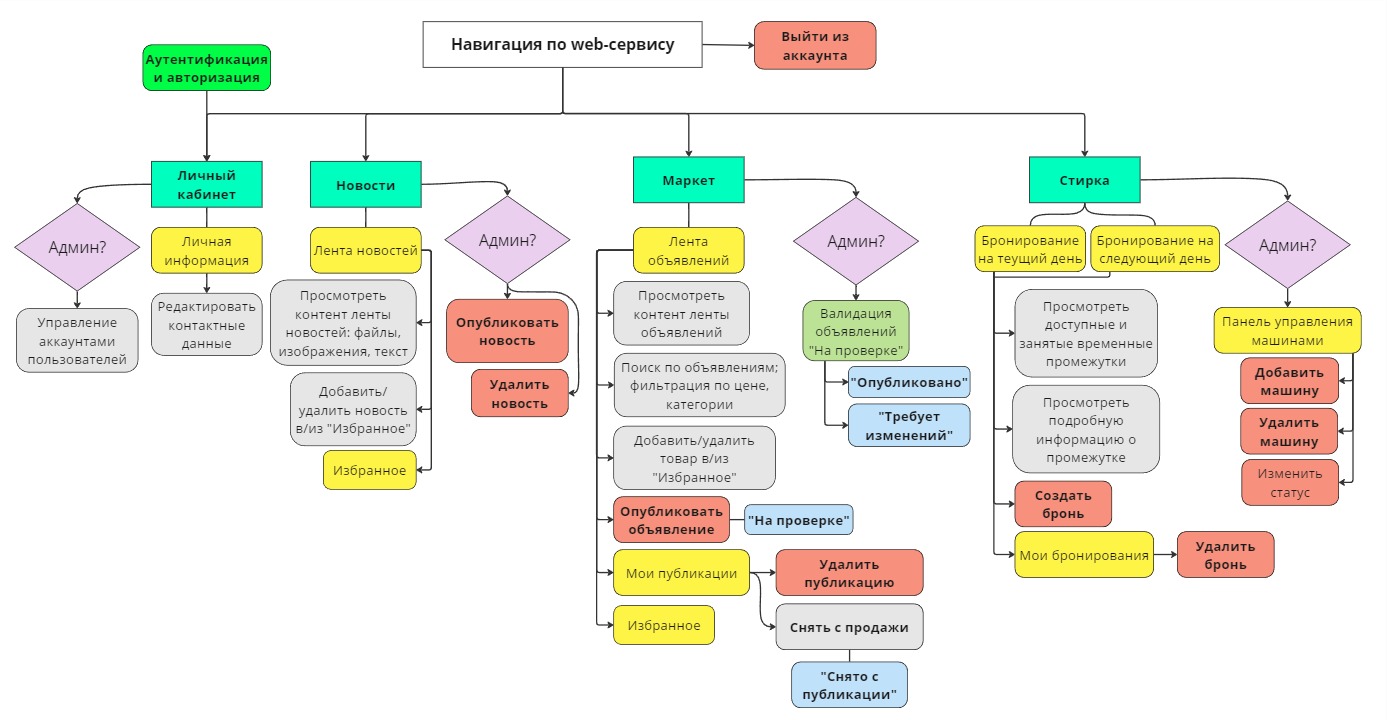 Навигация по web-сервису
Выйти из
аккаунта
Аутентификация
и авторизация
Личный
кабинет
Админ?
Личная
информация
Управление
аккаунтами
пользователей
Редактировать
контактные
данные
Новости
Лента новостей
Админ?
Просмотреть
контент ленты
новостей: файлы,
изображения, текст
Добавить/
удалить новость
в/из "Избранное"
Избранное
Опубликовать
новость
Удалить
новость
Маркет
Лента
объявлений
Админ?
Просмотреть
контент ленты
объявлений
Поиск по объявлениям;
фильтрация по цене,
категории
Добавить/удалить
товар в/из
"Избранное"
Опубликовать
объявление
"На проверке"
Мои публикации
Удалить
публикацию
Снять с продажи
"Снято с
публикации"
Избранное
Валидация
объявлений
"На проверке"
"Опубликовано"
"Требует
изменений"
Стирка
Бронирование
на теущий день
Бронирование на
следующий день
Админ?
Просмотреть
доступные и
занятые временные
промежутки
Просмотреть
подробную
информацию о
промежутке
Создать
бронь
Мои бронирования
Удалить
бронь
Панель управления
машинами
Добавить
машину
Удалить
машину
Изменить
статус